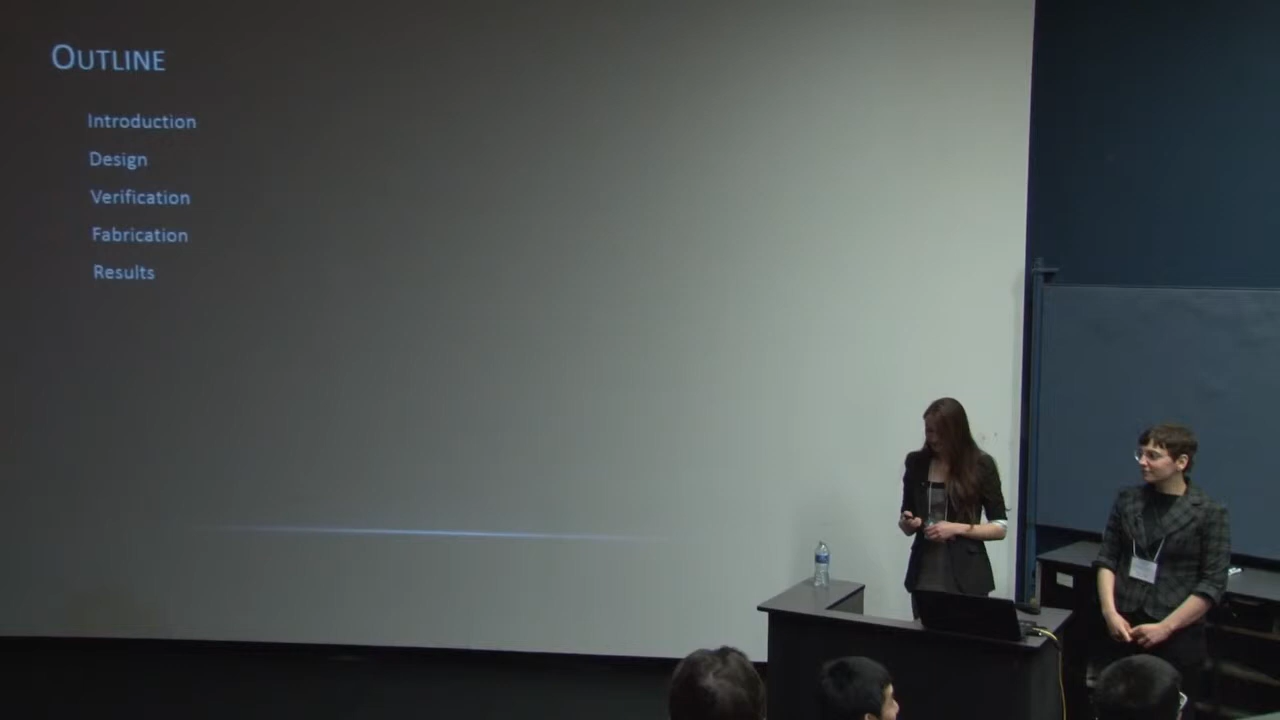 OUTLINE
Introduction
Design
Verification
Fabrication
Results